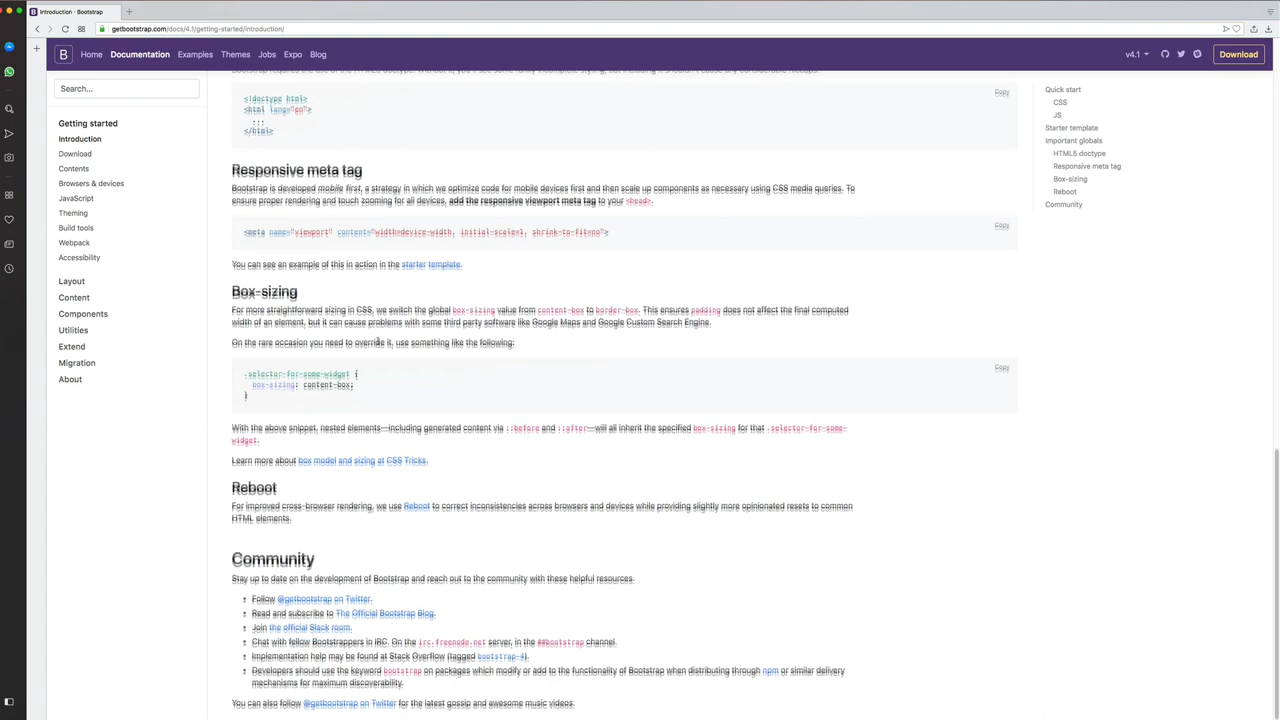 Introduction · Bootstrap
getbootstrap.com/docs/4.1/getting-started/introduction/
B Home Documentation Examples Themes Jobs Expo Blog v4.1 Download
Search...
Getting started
Introduction
Download
Contents
Browsers & devices
JavaScript
Theming
Build tools
Webpack
Accessibility
Layout
Content
Components
Utilities
Extend
Migration
About
Copy
<!doctype html>
<html lang="en">
...
</html>
Responsive meta tag
Bootstrap is developed mobile first, a strategy in which we optimize code for mobile devices first and then scale up components as necessary using CSS media queries. To
ensure proper rendering and touch zooming for all devices, add the responsive viewport meta tag to your <head>.
Copy
<meta name="viewport" content="width=device-width, initial-scale=1, shrink-to-fit=no">
You can see an example of this in action in the starter template.
Box-sizing
For more straightforward sizing in CSS, we switch the global box-sizing value from content-box to border-box. This ensures padding does not affect the final computed
width of an element, but it can cause problems with some third party software like Google Maps and Google Custom Search Engine.
On the rare occasion you need to override it, use something like the following:
Copy
.selector-for-some-widget {
box-sizing: content-box;
}
With the above snippet, nested elements—including generated content via ::before and ::after—will all inherit the specified box-sizing for that .selector-for-some-
widget.
Learn more about box model and sizing at CSS Tricks.
Reboot
For improved cross-browser rendering, we use Reboot to correct inconsistencies across browsers and devices while providing slightly more opinionated resets to common
HTML elements.
Community
Stay up to date on the development of Bootstrap and reach out to the community with these helpful resources.
• Follow @getbootstrap on Twitter.
• Read and subscribe to The Official Bootstrap Blog.
• Join the official Slack room.
• Chat with fellow Bootstrappers in IRC. On the irc.freenode.net server, in the ##bootstrap channel.
• Implementation help may be found at Stack Overflow (tagged bootstrap-4).
• Developers should use the keyword bootstrap on packages which modify or add to the functionality of Bootstrap when distributing through npm or similar delivery
mechanisms for maximum discoverability.
You can also follow @getbootstrap on Twitter for the latest gossip and awesome music videos.
Quick start
CSS
JS
Starter template
Important globals
HTML5 doctype
Responsive meta tag
Box-sizing
Reboot
Community